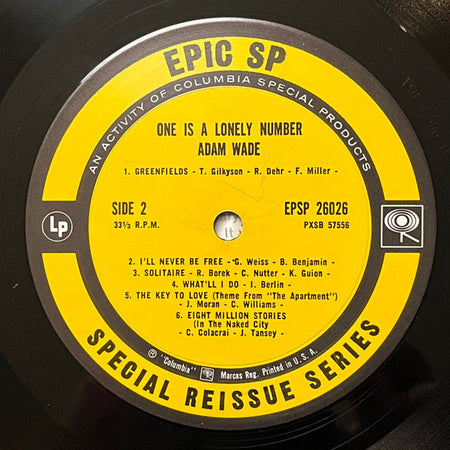 EPIC SP
AN ACTIVITY OF COLUMBIA SPECIAL PRODUCTS
ONE IS A LONELY NUMBER
ADAM WADE
1. GREENFIELDS - T. Gilkyson - R. Dehr - F. Miller -
SIDE 2
EPSP 26026
33⅓ R.P.M.
PXSB 57556
Lp
2. I'LL NEVER BE FREE - G. Weiss - B. Benjamin -
3. SOLITAIRE - R. Borek - C. Nutter - K. Guion -
4. WHAT'LL I DO - I. Berlin -
5. THE KEY TO LOVE (Theme From "The Apartment")
- J. Moran - C. Williams -
6. EIGHT MILLION STORIES
(In The Naked City
- C. Colacrai - J. Tansey -
® "Columbia" Marcas Reg. Printed in U. S. A.
SPECIAL REISSUE SERIES